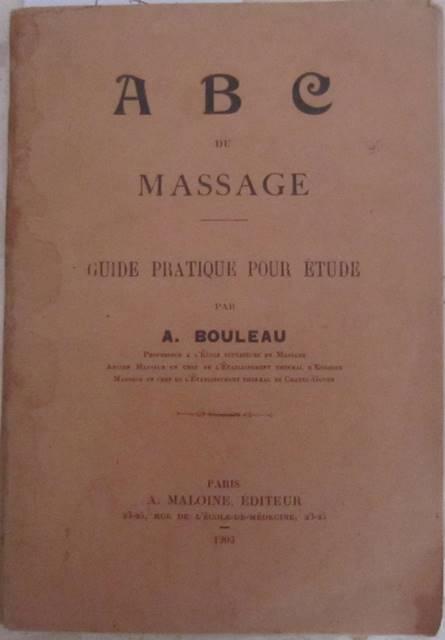 A B C
DU
MASSAGE
GUIDE PRATIQUE POUR ÉTUDE
PAR
A. BOULEAU
PROFESSEUR A L'ÉCOLE SUPÉRIEURE DE MASSAGE
ANCIEN MASSEUR EN CHEF DE L'ÉTABLISSEMENT THERMAL D'ENGHIEN
MASSEUR EN CHEF DE L'ÉTABLISSEMENT THERMAL DE CHATEL-GUYON
PARIS
A. MALOINE, ÉDITEUR
23-25, RUE DE L'ÉCOLE-DE-MÉDECINE, 23-25